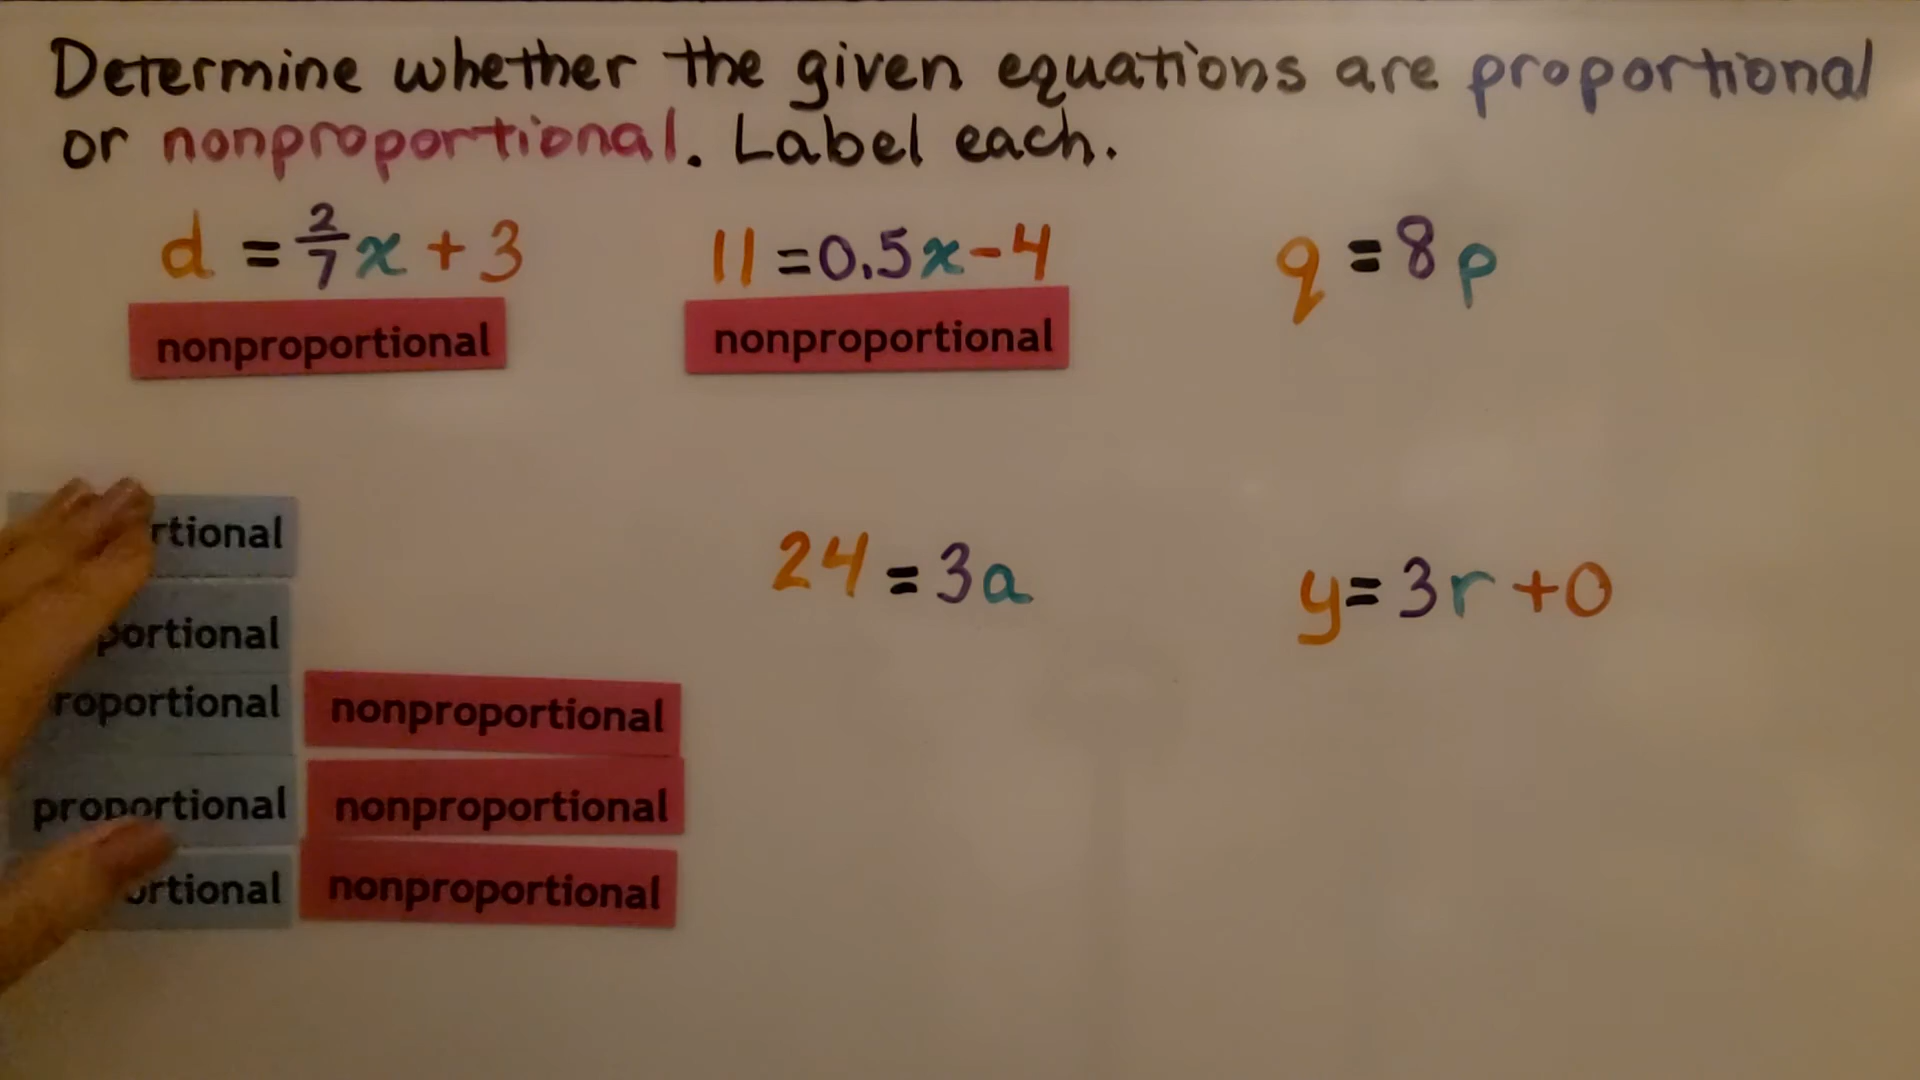 Determine whether the given equations are proportional
or nonproportional. Label each.
d = 2/7 x + 3
nonproportional
11 = 0.5x - 4
nonproportional
q = 8p
24 = 3a
y = 3r + 0
rtional
portional
roportional
nonproportional
proportional
nonproportional
ortional
nonproportional